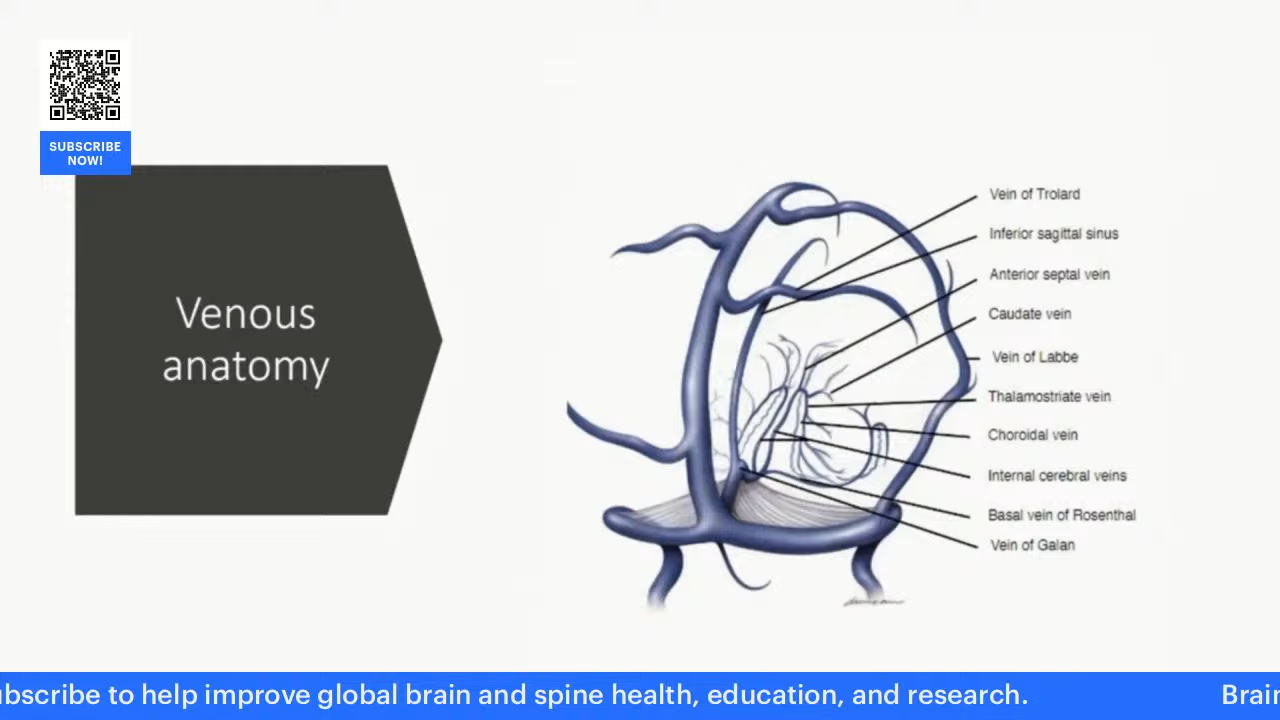 SUBSCRIBE
NOW!
Venous
anatomy
Vein of Trolard
Inferior sagittal sinus
Anterior septal vein
Caudate vein
Vein of Labbe
Thalamostriate vein
Choroidal vein
Internal cerebral veins
Basal vein of Rosenthal
Vein of Galan
ubscribe to help improve global brain and spine health, education, and research. Brain